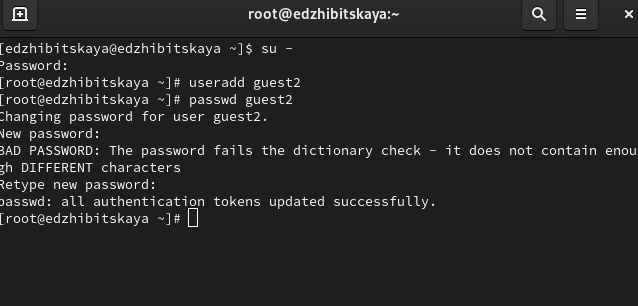 root@edzhibitskaya:~
[edzhibitskaya@edzhibitskaya ~]$ su -
Password:
[root@edzhibitskaya ~]# useradd guest2
[root@edzhibitskaya ~]# passwd guest2
Changing password for user guest2.
New password:
BAD PASSWORD: The password fails the dictionary check - it does not contain enou
gh DIFFERENT characters
Retype new password:
passwd: all authentication tokens updated successfully.
[root@edzhibitskaya ~]#